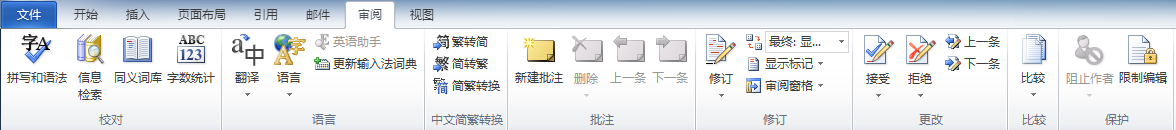 文件 开始 插入 页面布局 引用 邮件 审阅 视图
字A ABC 123 a中 英语助手 繁 繁转简 最终: 显... 上一条
拼写和语法 信息检索 同义词库 字数统计 翻译 语言 更新输入法词典 简转繁 新建批注 删除 上一条 下一条 修订 显示标记 接受 拒绝 下一条 比较 阻止作者 限制编辑
简繁转换 审阅窗格
校对 语言 中文简繁转换 批注 修订 更改 比较 保护